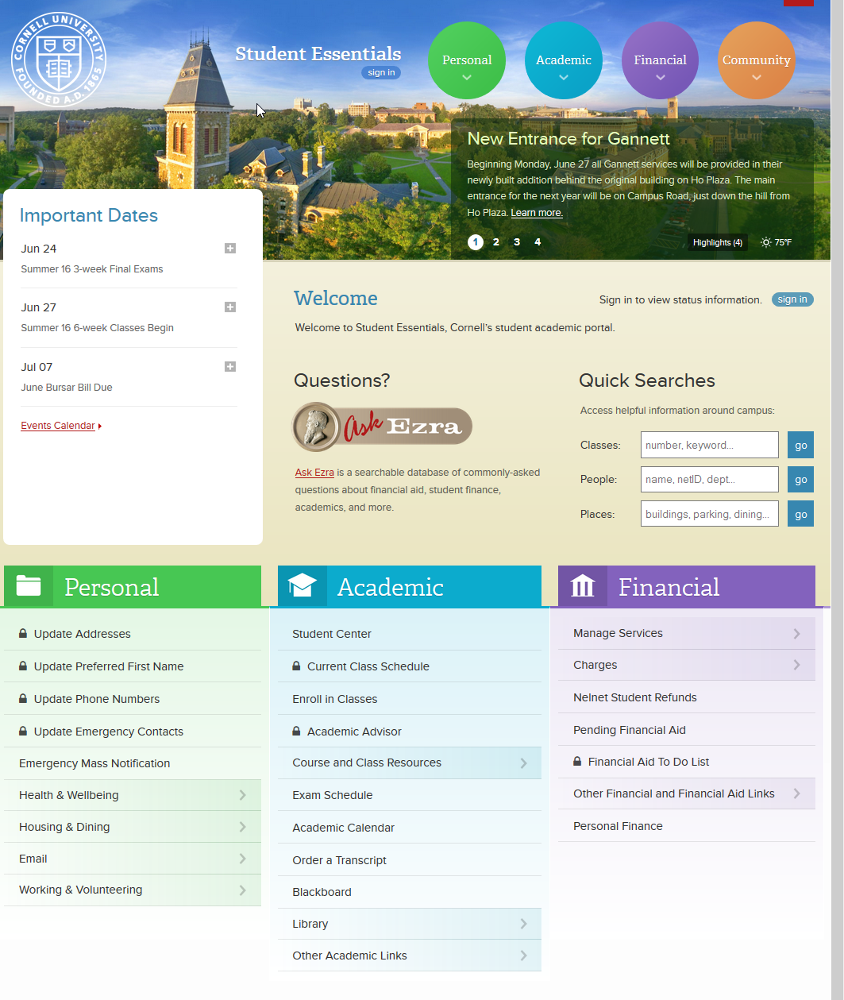 CORNELL UNIVERSITY
FOUNDED A.D. 1865
Student Essentials
sign in
Personal
Academic
Financial
Community
New Entrance for Gannett
Beginning Monday, June 27 all Gannett services will be provided in their
newly built addition behind the original building on Ho Plaza. The main
entrance for the next year will be on Campus Road, just down the hill from
Ho Plaza. Learn more.
1 2 3 4
Highlights (4)
75°F
Important Dates
Jun 24
Summer 16 3-week Final Exams
Jun 27
Summer 16 6-week Classes Begin
Jul 07
June Bursar Bill Due
Events Calendar
Welcome
Sign in to view status information.
sign in
Welcome to Student Essentials, Cornell's student academic portal.
Questions?
Ask Ezra
Ask Ezra is a searchable database of commonly-asked
questions about financial aid, student finance,
academics, and more.
Quick Searches
Access helpful information around campus:
Classes: number, keyword... go
People: name, netID, dept... go
Places: buildings, parking, dining... go
Personal
Update Addresses
Update Preferred First Name
Update Phone Numbers
Update Emergency Contacts
Emergency Mass Notification
Health & Wellbeing
Housing & Dining
Email
Working & Volunteering
Academic
Student Center
Current Class Schedule
Enroll in Classes
Academic Advisor
Course and Class Resources
Exam Schedule
Academic Calendar
Order a Transcript
Blackboard
Library
Other Academic Links
Financial
Manage Services
Charges
Nelnet Student Refunds
Pending Financial Aid
Financial Aid To Do List
Other Financial and Financial Aid Links
Personal Finance